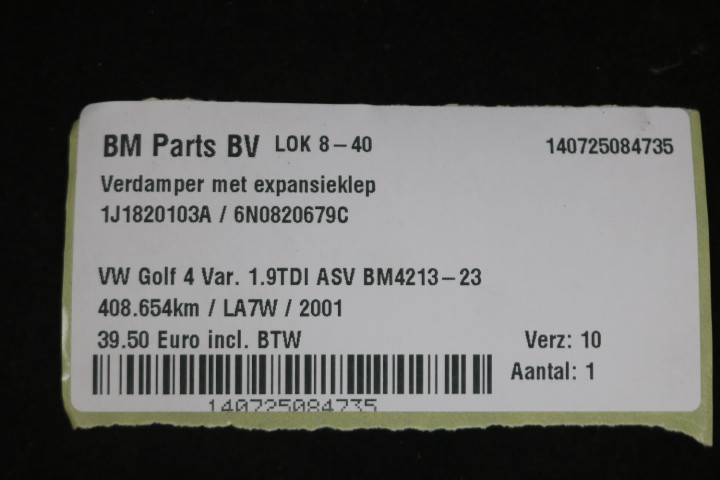 BM Parts BV LOK 8-40 140725084735
Verdamper met expansieklep
1J1820103A / 6N0820679C
VW Golf 4 Var. 1.9TDI ASV BM4213-23
408.654km / LA7W / 2001
39.50 Euro incl. BTW Verz: 10
Aantal: 1
140725084735